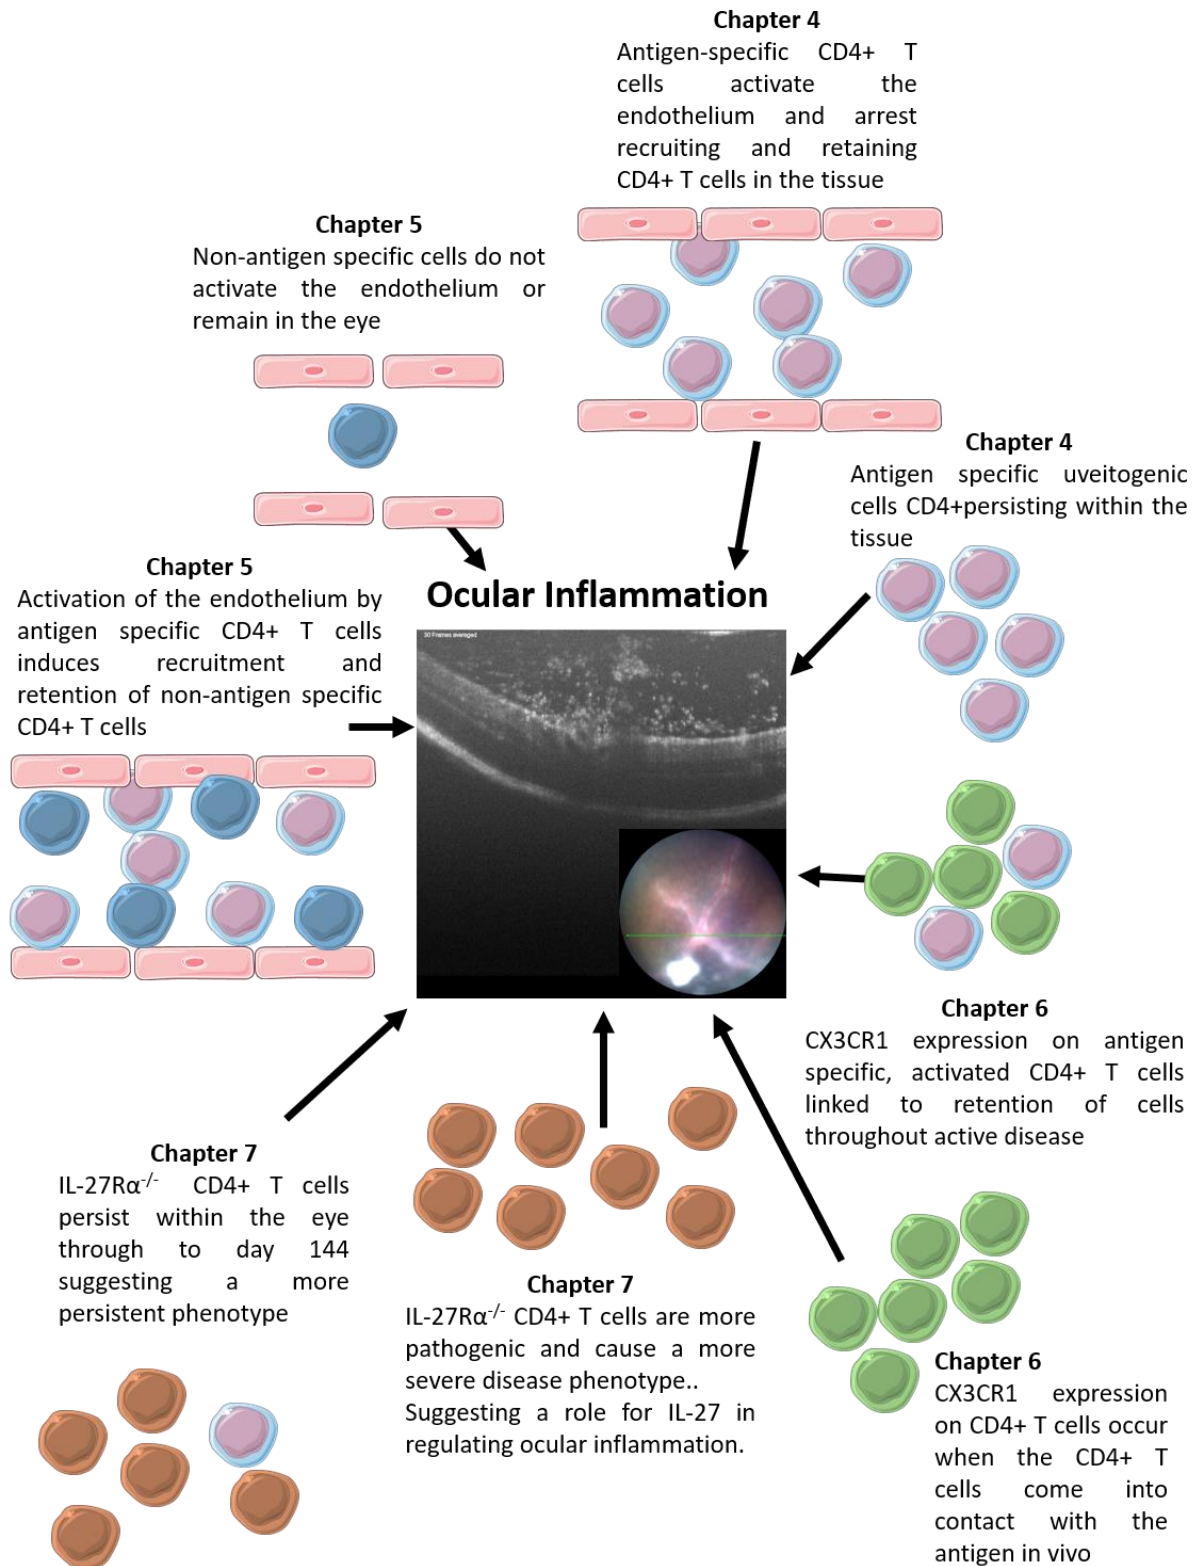 Chapter 4
Antigen-specific CD4+ T
cells activate the
endothelium and arrest
recruiting and retaining
CD4+ T cells in the tissue
Chapter 5
Non-antigen specific cells do not
activate the endothelium or
remain in the eye
Chapter 4
Antigen specific uveitogenic
cells CD4+persisting within the
tissue
Chapter 5
Activation of the endothelium by
antigen specific CD4+ T cells
induces recruitment and
retention of non-antigen specific
CD4+ T cells
Ocular Inflammation
30 Frames averaged
Chapter 6
CX3CR1 expression on antigen
specific, activated CD4+ T cells
linked to retention of cells
throughout active disease
Chapter 7
IL-27Rα⁻/⁻ CD4+ T cells
persist within the eye
through to day 144
suggesting a more
persistent phenotype
Chapter 7
IL-27Rα⁻/⁻ CD4+ T cells are more
pathogenic and cause a more
severe disease phenotype..
Suggesting a role for IL-27 in
regulating ocular inflammation.
Chapter 6
CX3CR1 expression
on CD4+ T cells occur
when the CD4+ T
cells come into
contact with the
antigen in vivo